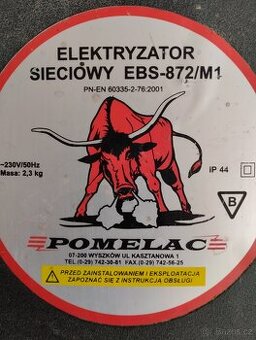 ELEKTRYZATOR
SIECIOWY EBS-872/M1
PN-EN 60335-2-76:2001
~230V/50Hz
Masa: 2,3 kg
IP 44
B
POMELAC
07-200 WYSZKÓW UL KASZTANOWA 1
TEL.(0-29) 742-30-81 FAX.(0-29) 742-56-25
PRZED ZAINSTALOWANIEM I EKSPLOATACJĄ
ZAPOZNAĆ SIĘ Z INSTRUKCJĄ OBSŁUGI